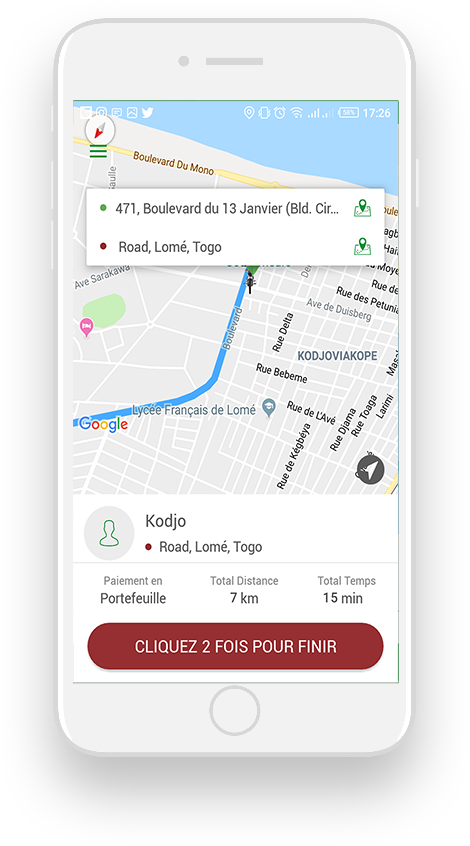 58%
17:26
Boulevard Du Mono
471, Boulevard du 13 Janvier (Bld. Cir...
Road, Lomé, Togo
Ave Sarakawa
Rue des Petunia
Ave de Duisberg
Boulevard
Rue Delta
KODJOVIAKOPE
Rue Bebeme
Lycée Français de Lomé
Rue de L'Avé
Rue Djama
Rue Toaga
Larimi
Google
Rue de Kégbéya
Kodjo
Road, Lomé, Togo
Paiement en
Total Distance
Total Temps
Portefeuille
7 km
15 min
CLIQUEZ 2 FOIS POUR FINIR